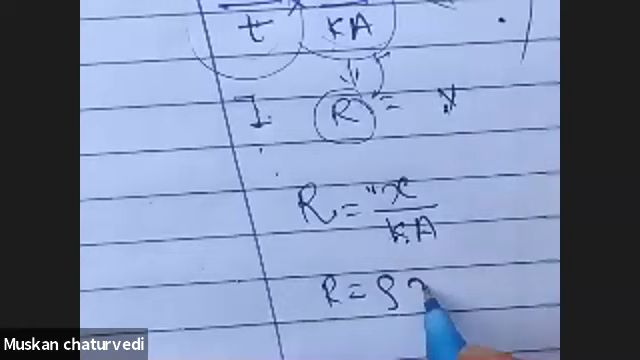 t KA
I R = V
R = x / KA
R = ρ
Muskan chaturvedi